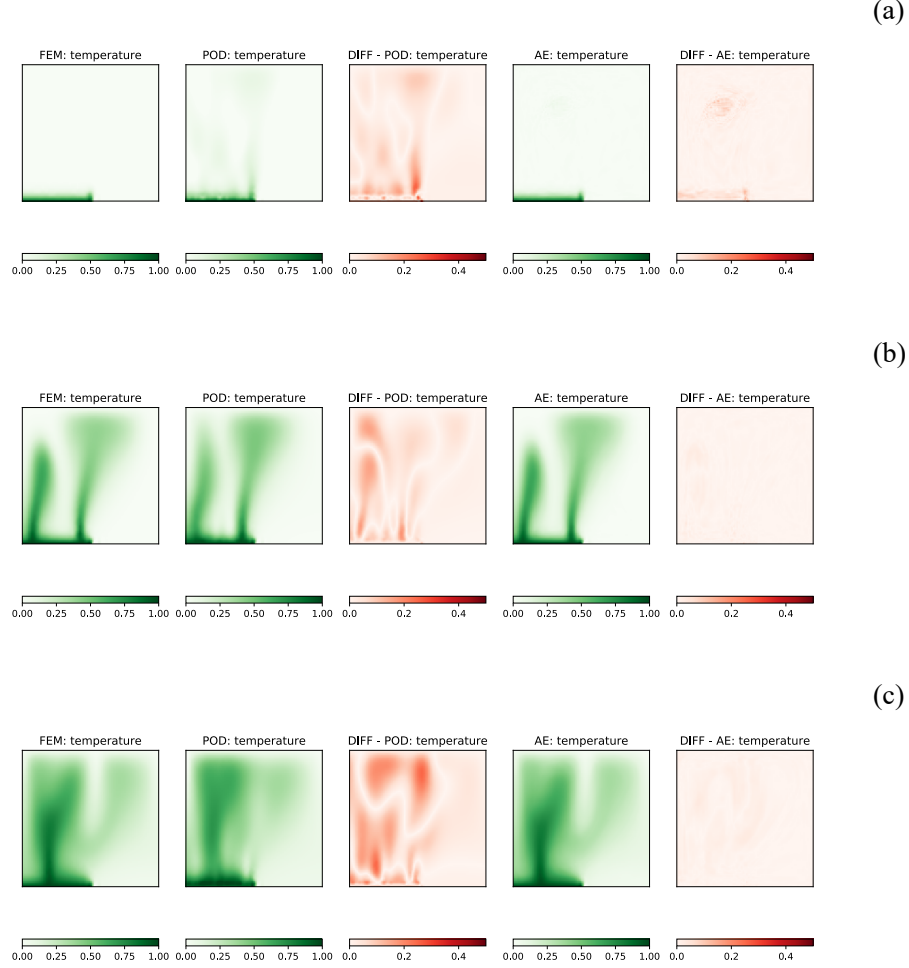 (a)
FEM: temperature
POD: temperature
DIFF - POD: temperature
AE: temperature
DIFF - AE: temperature
0.00 0.25 0.50 0.75 1.00
0.00 0.25 0.50 0.75 1.00
0.0 0.2 0.4
0.00 0.25 0.50 0.75 1.00
0.0 0.2 0.4
(b)
FEM: temperature
POD: temperature
DIFF - POD: temperature
AE: temperature
DIFF - AE: temperature
0.00 0.25 0.50 0.75 1.00
0.00 0.25 0.50 0.75 1.00
0.0 0.2 0.4
0.00 0.25 0.50 0.75 1.00
0.0 0.2 0.4
(c)
FEM: temperature
POD: temperature
DIFF - POD: temperature
AE: temperature
DIFF - AE: temperature
0.00 0.25 0.50 0.75 1.00
0.00 0.25 0.50 0.75 1.00
0.0 0.2 0.4
0.00 0.25 0.50 0.75 1.00
0.0 0.2 0.4